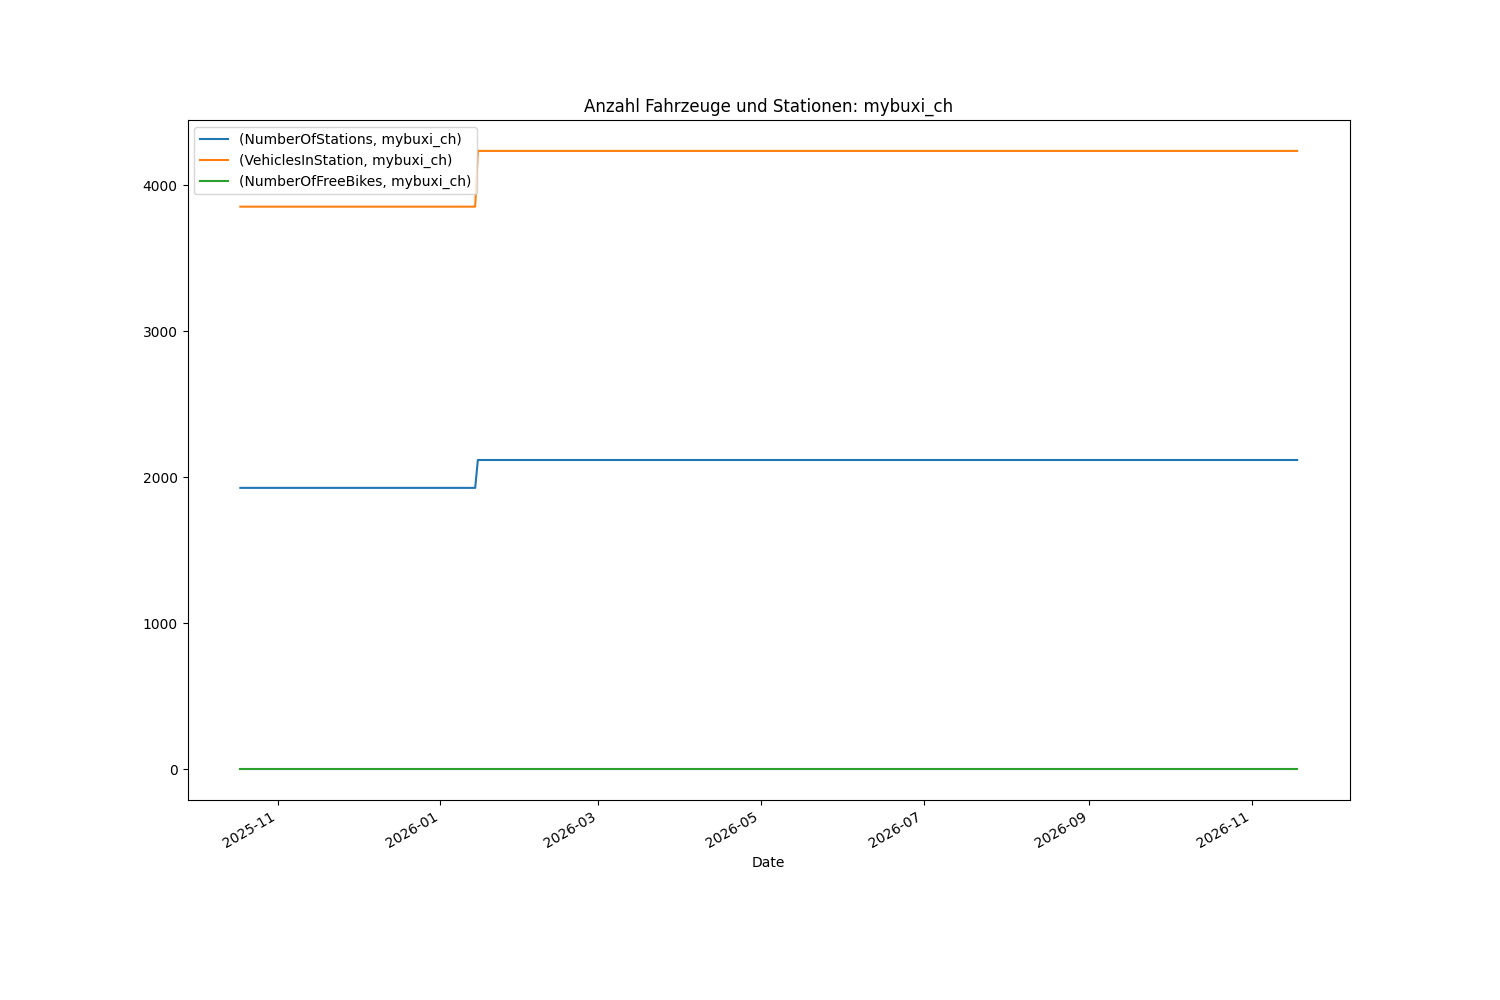 Anzahl Fahrzeuge und Stationen: mybuxi_ch
(NumberOfStations, mybuxi_ch)
(VehiclesInStation, mybuxi_ch)
(NumberOfFreeBikes, mybuxi_ch)
4000
3000
2000
1000
0
2025-11
2026-01
2026-03
2026-05
2026-07
2026-09
2026-11
Date